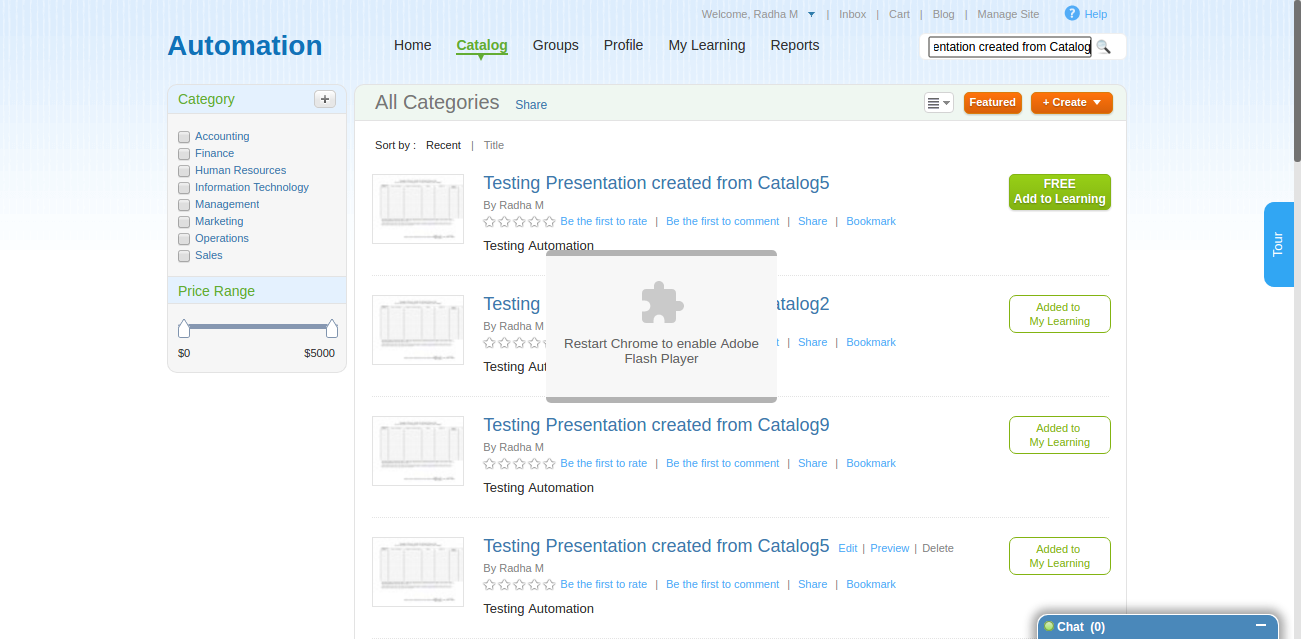 Welcome, Radha M | Inbox | Cart | Blog | Manage Site ? Help
Automation
Home Catalog Groups Profile My Learning Reports
entation created from Catalog
Category +
Accounting
Finance
Human Resources
Information Technology
Management
Marketing
Operations
Sales
Price Range
$0 $5000
All Categories Share
Featured + Create
Sort by : Recent | Title
Testing Presentation created from Catalog5
By Radha M
Be the first to rate | Be the first to comment | Share | Bookmark
Testing Automation
FREE
Add to Learning
Tour
Testing atalog2
By Radha M
t | Share | Bookmark
Testing Aut
Added to
My Learning
Restart Chrome to enable Adobe
Flash Player
Testing Presentation created from Catalog9
By Radha M
Be the first to rate | Be the first to comment | Share | Bookmark
Testing Automation
Added to
My Learning
Testing Presentation created from Catalog5 Edit | Preview | Delete
By Radha M
Be the first to rate | Be the first to comment | Share | Bookmark
Testing Automation
Added to
My Learning
Chat (0)